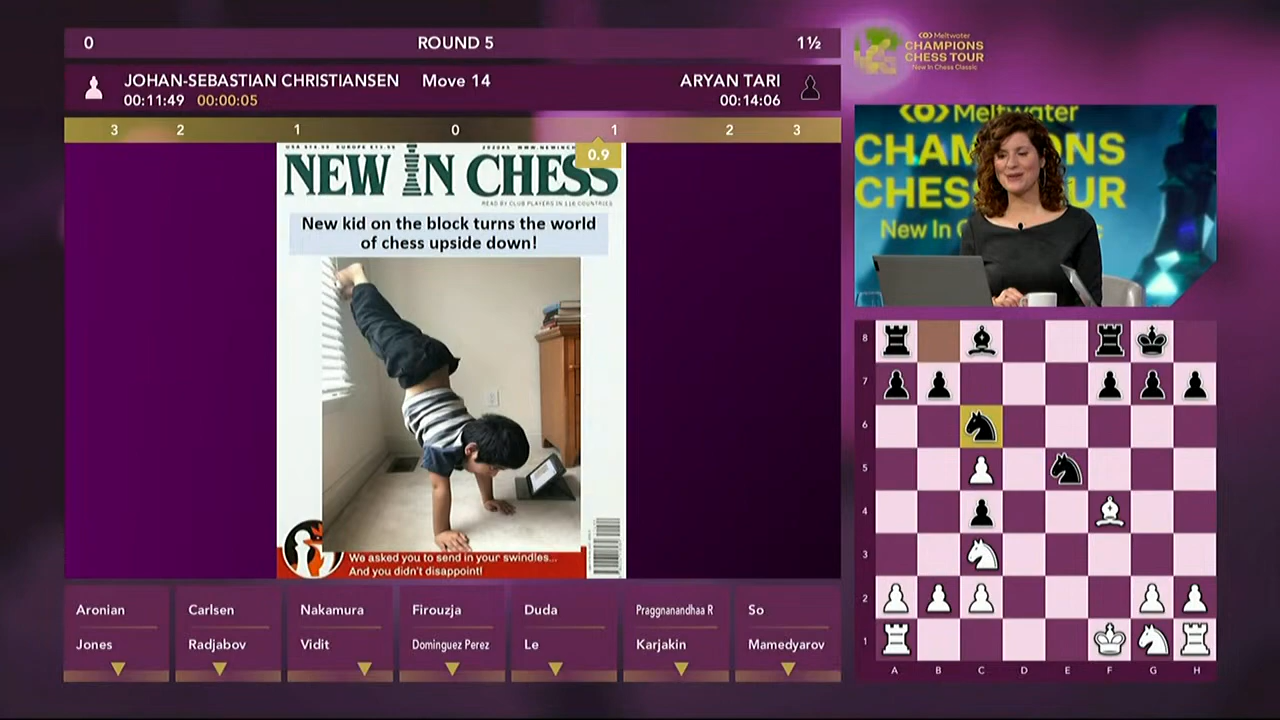 0 ROUND 5 1½
JOHAN-SEBASTIAN CHRISTIANSEN Move 14 ARYAN TARI
00:11:49 00:00:05 00:14:06
3 2 1 0 1 2 3
0.9
NEW IN CHESS
READ BY CLUB PLAYERS IN 116 COUNTRIES
New kid on the block turns the world
of chess upside down!
We asked you to send in your swindles...
And you didn't disappoint!
Aronian Carlsen Nakamura Firouzja Duda Praggnanandhaa R So
Jones Radjabov Vidit Dominguez Perez Le Karjakin Mamedyarov
Meltwater
CHAMPIONS
CHESS TOUR
New In Chess Classic
Meltwater
CHAMPIONS
CHESS TOUR
New In
8
7
6
5
4
3
2
1
A B C D E F G H